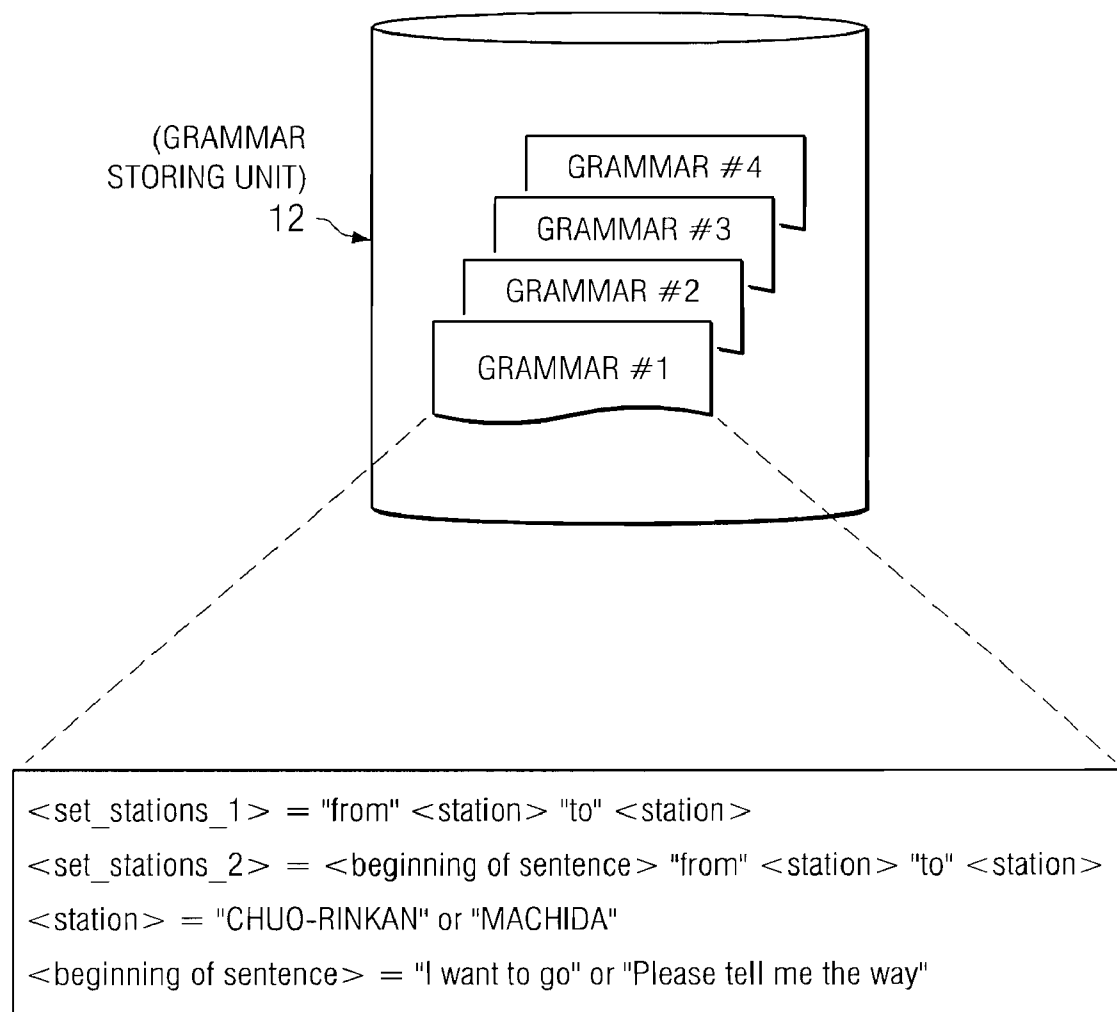 (GRAMMAR
STORING UNIT)
12
GRAMMAR #4
GRAMMAR #3
GRAMMAR #2
GRAMMAR #1
<set_stations_1> = "from" <station> "to" <station>
<set_stations_2> = <beginning of sentence> "from" <station> "to" <station>
<station> = "CHUO-RINKAN" or "MACHIDA"
<beginning of sentence> = "I want to go" or "Please tell me the way"